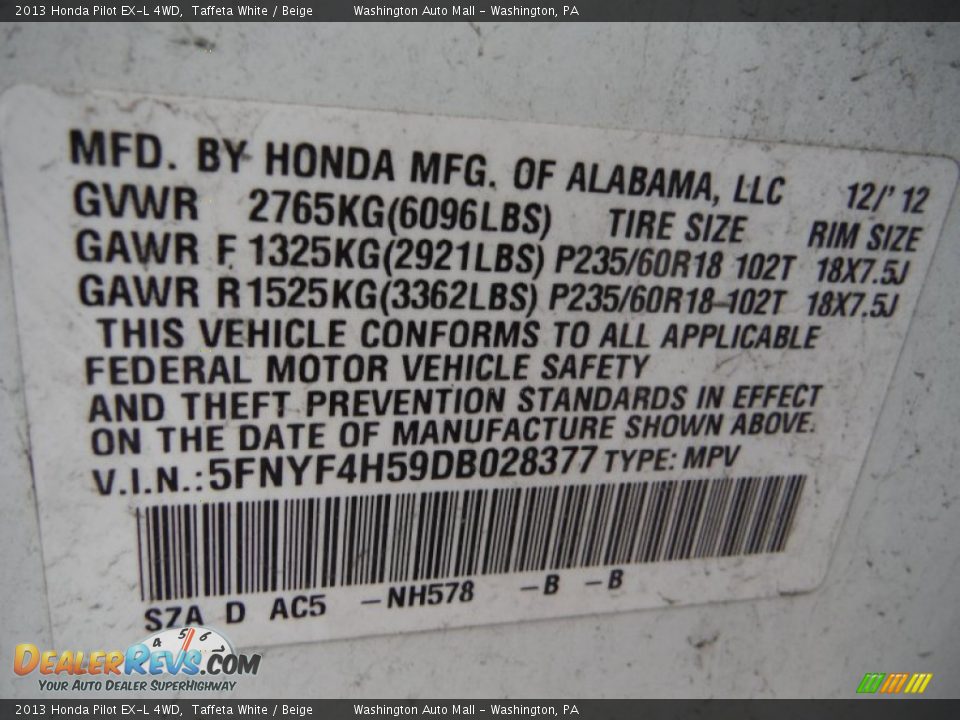 2013 Honda Pilot EX-L 4WD, Taffeta White / Beige Washington Auto Mall - Washington, PA
MFD. BY HONDA MFG. OF ALABAMA, LLC 12/' 12
GVWR 2765KG(6096LBS) TIRE SIZE RIM SIZE
GAWR F 1325KG(2921LBS) P235/60R18 102T 18X7.5J
GAWR R 1525KG(3362LBS) P235/60R18 102T 18X7.5J
THIS VEHICLE CONFORMS TO ALL APPLICABLE
FEDERAL MOTOR VEHICLE SAFETY
AND THEFT PREVENTION STANDARDS IN EFFECT
ON THE DATE OF MANUFACTURE SHOWN ABOVE.
V.I.N.: 5FNYF4H59DB028377 TYPE: MPV
SZA D AC5 -NH578 -B -B
4 5 6
DEALERREVS.COM
YOUR AUTO DEALER SUPERHIGHWAY
2013 Honda Pilot EX-L 4WD, Taffeta White / Beige Washington Auto Mall - Washington, PA